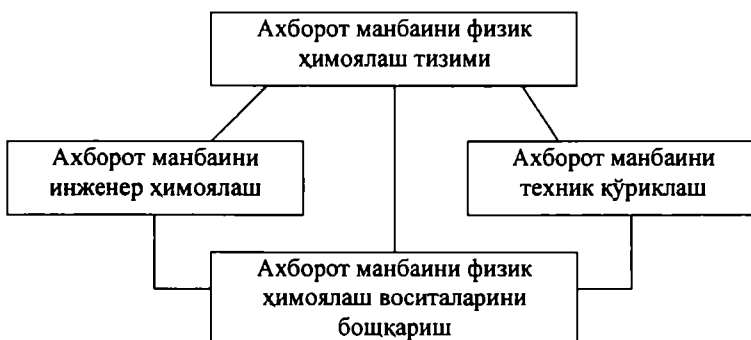 Ахборот манбаини физик
ҳимоялаш тизими
Ахборот манбаини
инженер ҳимоялаш
Ахборот манбаини
техник қўриклаш
Ахборот манбаини физик
ҳимоялаш воситаларини
бошқариш